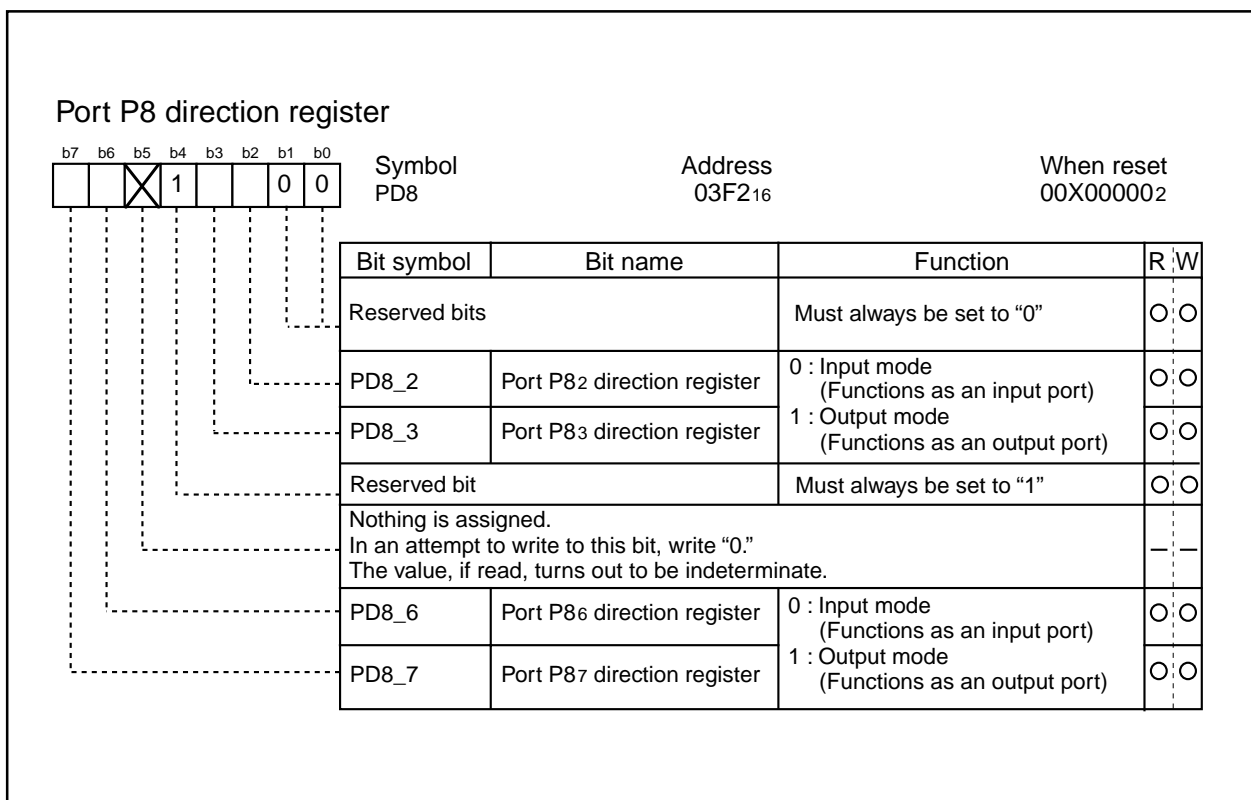 Port P8 direction register
b7 b6 b5 b4 b3 b2 b1 b0
1 0 0
Symbol Address When reset
PD8 03F216 00X000002
Bit symbol Bit name Function R W
Reserved bits Must always be set to “0”
PD8_2 Port P82 direction register
0 : Input mode
(Functions as an input port)
1 : Output mode
(Functions as an output port)
PD8_3 Port P83 direction register
Reserved bit Must always be set to “1”
Nothing is assigned.
In an attempt to write to this bit, write “0.”
The value, if read, turns out to be indeterminate.
PD8_6 Port P86 direction register
0 : Input mode
(Functions as an input port)
1 : Output mode
(Functions as an output port)
PD8_7 Port P87 direction register